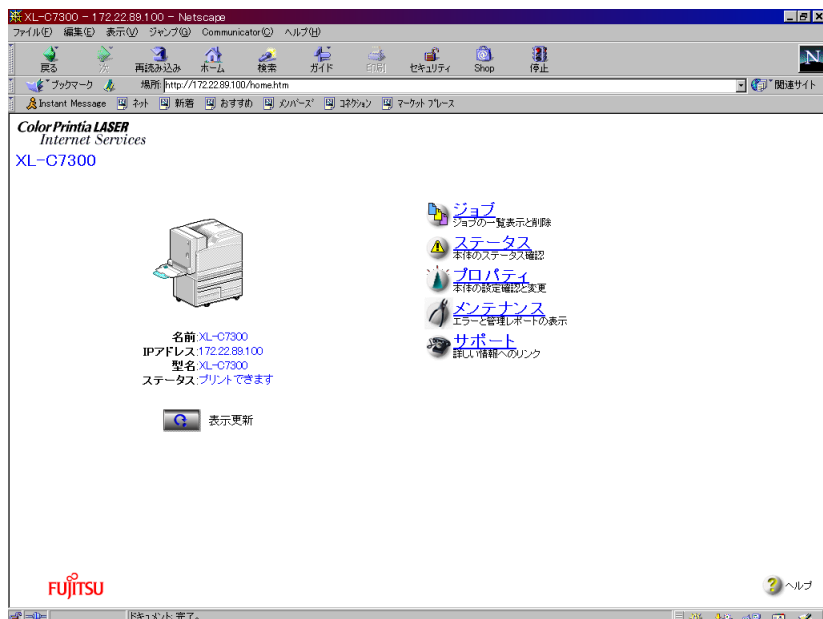 XL-C7300 - 172.22.89.100 - Netscape
ファイル(F) 編集(E) 表示(V) ジャンプ(G) Communicator(C) ヘルプ(H)
戻る 次 再読み込み ホーム 検索 ガイド 印刷 セキュリティ Shop 停止
N
ブックマーク 場所: http://172.22.89.100/home.htm 関連サイト
Instant Message ネット 新着 おすすめ メンバーズ コネクション マーケットプレース
Color Printia LASER
Internet Services
XL-C7300
ジョブ
ジョブの一覧表示と削除
ステータス
本体のステータス確認
プロパティ
本体の設定確認と変更
メンテナンス
エラーと管理レポートの表示
サポート
詳しい情報へのリンク
名前:XL-C7300
IPアドレス:172.22.89.100
型名:XL-C7300
ステータス:プリントできます
表示更新
FUJITSU
ヘルプ
ドキュメント:完了。